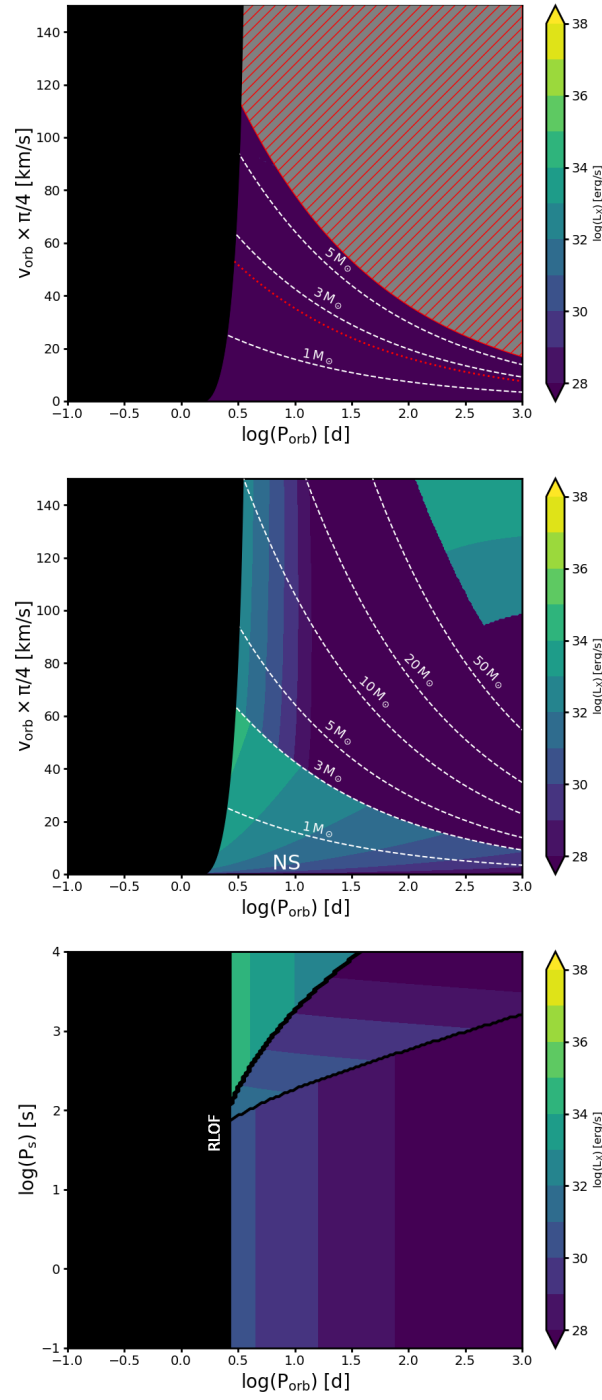 140
120
100
80
60
40
20
0
v_orb × π/4 [km/s]
5 M⊙
3 M⊙
1 M⊙
-1.0 -0.5 0.0 0.5 1.0 1.5 2.0 2.5 3.0
log(P_orb) [d]
38
36
34
32
30
28
log(L_X) [erg/s]
140
120
100
80
60
40
20
0
v_orb × π/4 [km/s]
50 M⊙
20 M⊙
10 M⊙
5 M⊙
3 M⊙
1 M⊙
NS
-1.0 -0.5 0.0 0.5 1.0 1.5 2.0 2.5 3.0
log(P_orb) [d]
38
36
34
32
30
28
log(L_X) [erg/s]
4
3
2
1
0
-1
log(P_s) [s]
RLOF
-1.0 -0.5 0.0 0.5 1.0 1.5 2.0 2.5 3.0
log(P_orb) [d]
38
36
34
32
30
28
log(L_X) [erg/s]